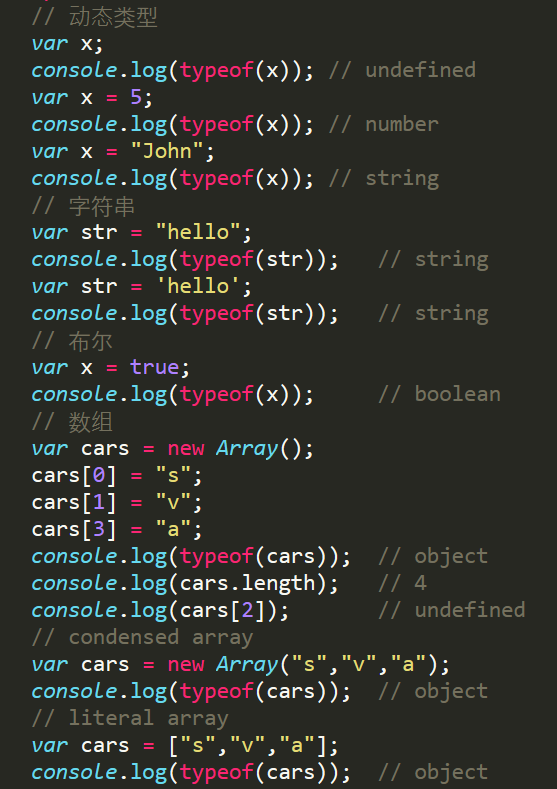 // 动态类型
var x;
console.log(typeof(x)); // undefined
var x = 5;
console.log(typeof(x)); // number
var x = "John";
console.log(typeof(x)); // string
// 字符串
var str = "hello";
console.log(typeof(str));   // string
var str = 'hello';
console.log(typeof(str));   // string
// 布尔
var x = true;
console.log(typeof(x));     // boolean
// 数组
var cars = new Array();
cars[0] = "s";
cars[1] = "v";
cars[3] = "a";
console.log(typeof(cars));  // object
console.log(cars.length);   // 4
console.log(cars[2]);       // undefined
// condensed array
var cars = new Array("s","v","a");
console.log(typeof(cars));  // object
// literal array
var cars = ["s","v","a"];
console.log(typeof(cars));  // object